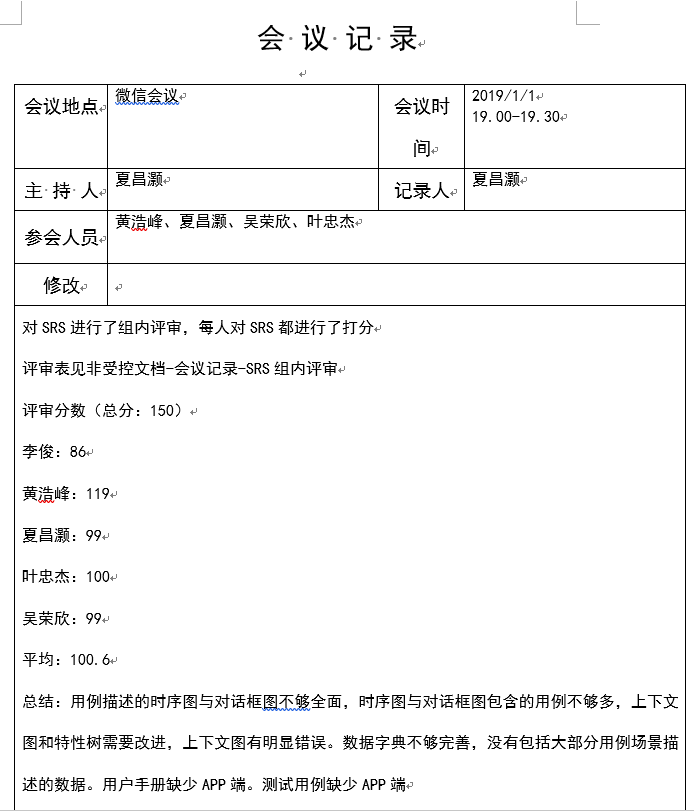 会 议 记 录
会议地点
微信会议
会议时
间
2019/1/1
19.00-19.30
主 持 人
夏昌灏
记录人
夏昌灏
参会人员
黄浩峰、夏昌灏、吴荣欣、叶忠杰
修改
对 SRS 进行了组内评审，每人对 SRS 都进行了打分
评审表见非受控文档-会议记录-SRS 组内评审
评审分数（总分：150）
李俊：86
黄浩峰：119
夏昌灏：99
叶忠杰：100
吴荣欣：99
平均：100.6
总结：用例描述的时序图与对话框图不够全面，时序图与对话框图包含的用例不够多，上下文
图和特性树需要改进，上下文图有明显错误。数据字典不够完善，没有包括大部分用例场景描
述的数据。用户手册缺少 APP 端。测试用例缺少 APP 端